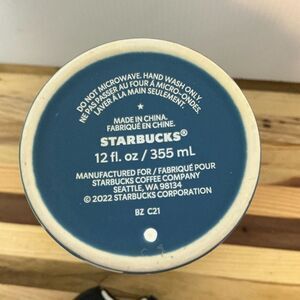 DO NOT MICROWAVE. HAND WASH ONLY.
NE PAS PASSER AU FOUR À MICRO-ONDES.
LAVER À LA MAIN SEULEMENT.
MADE IN CHINA.
FABRIQUÉ EN CHINE.
STARBUCKS®
12 fl. oz / 355 mL
MANUFACTURED FOR / FABRIQUÉ POUR
STARBUCKS COFFEE COMPANY
SEATTLE, WA 98134
© 2022 STARBUCKS CORPORATION
BZ C21